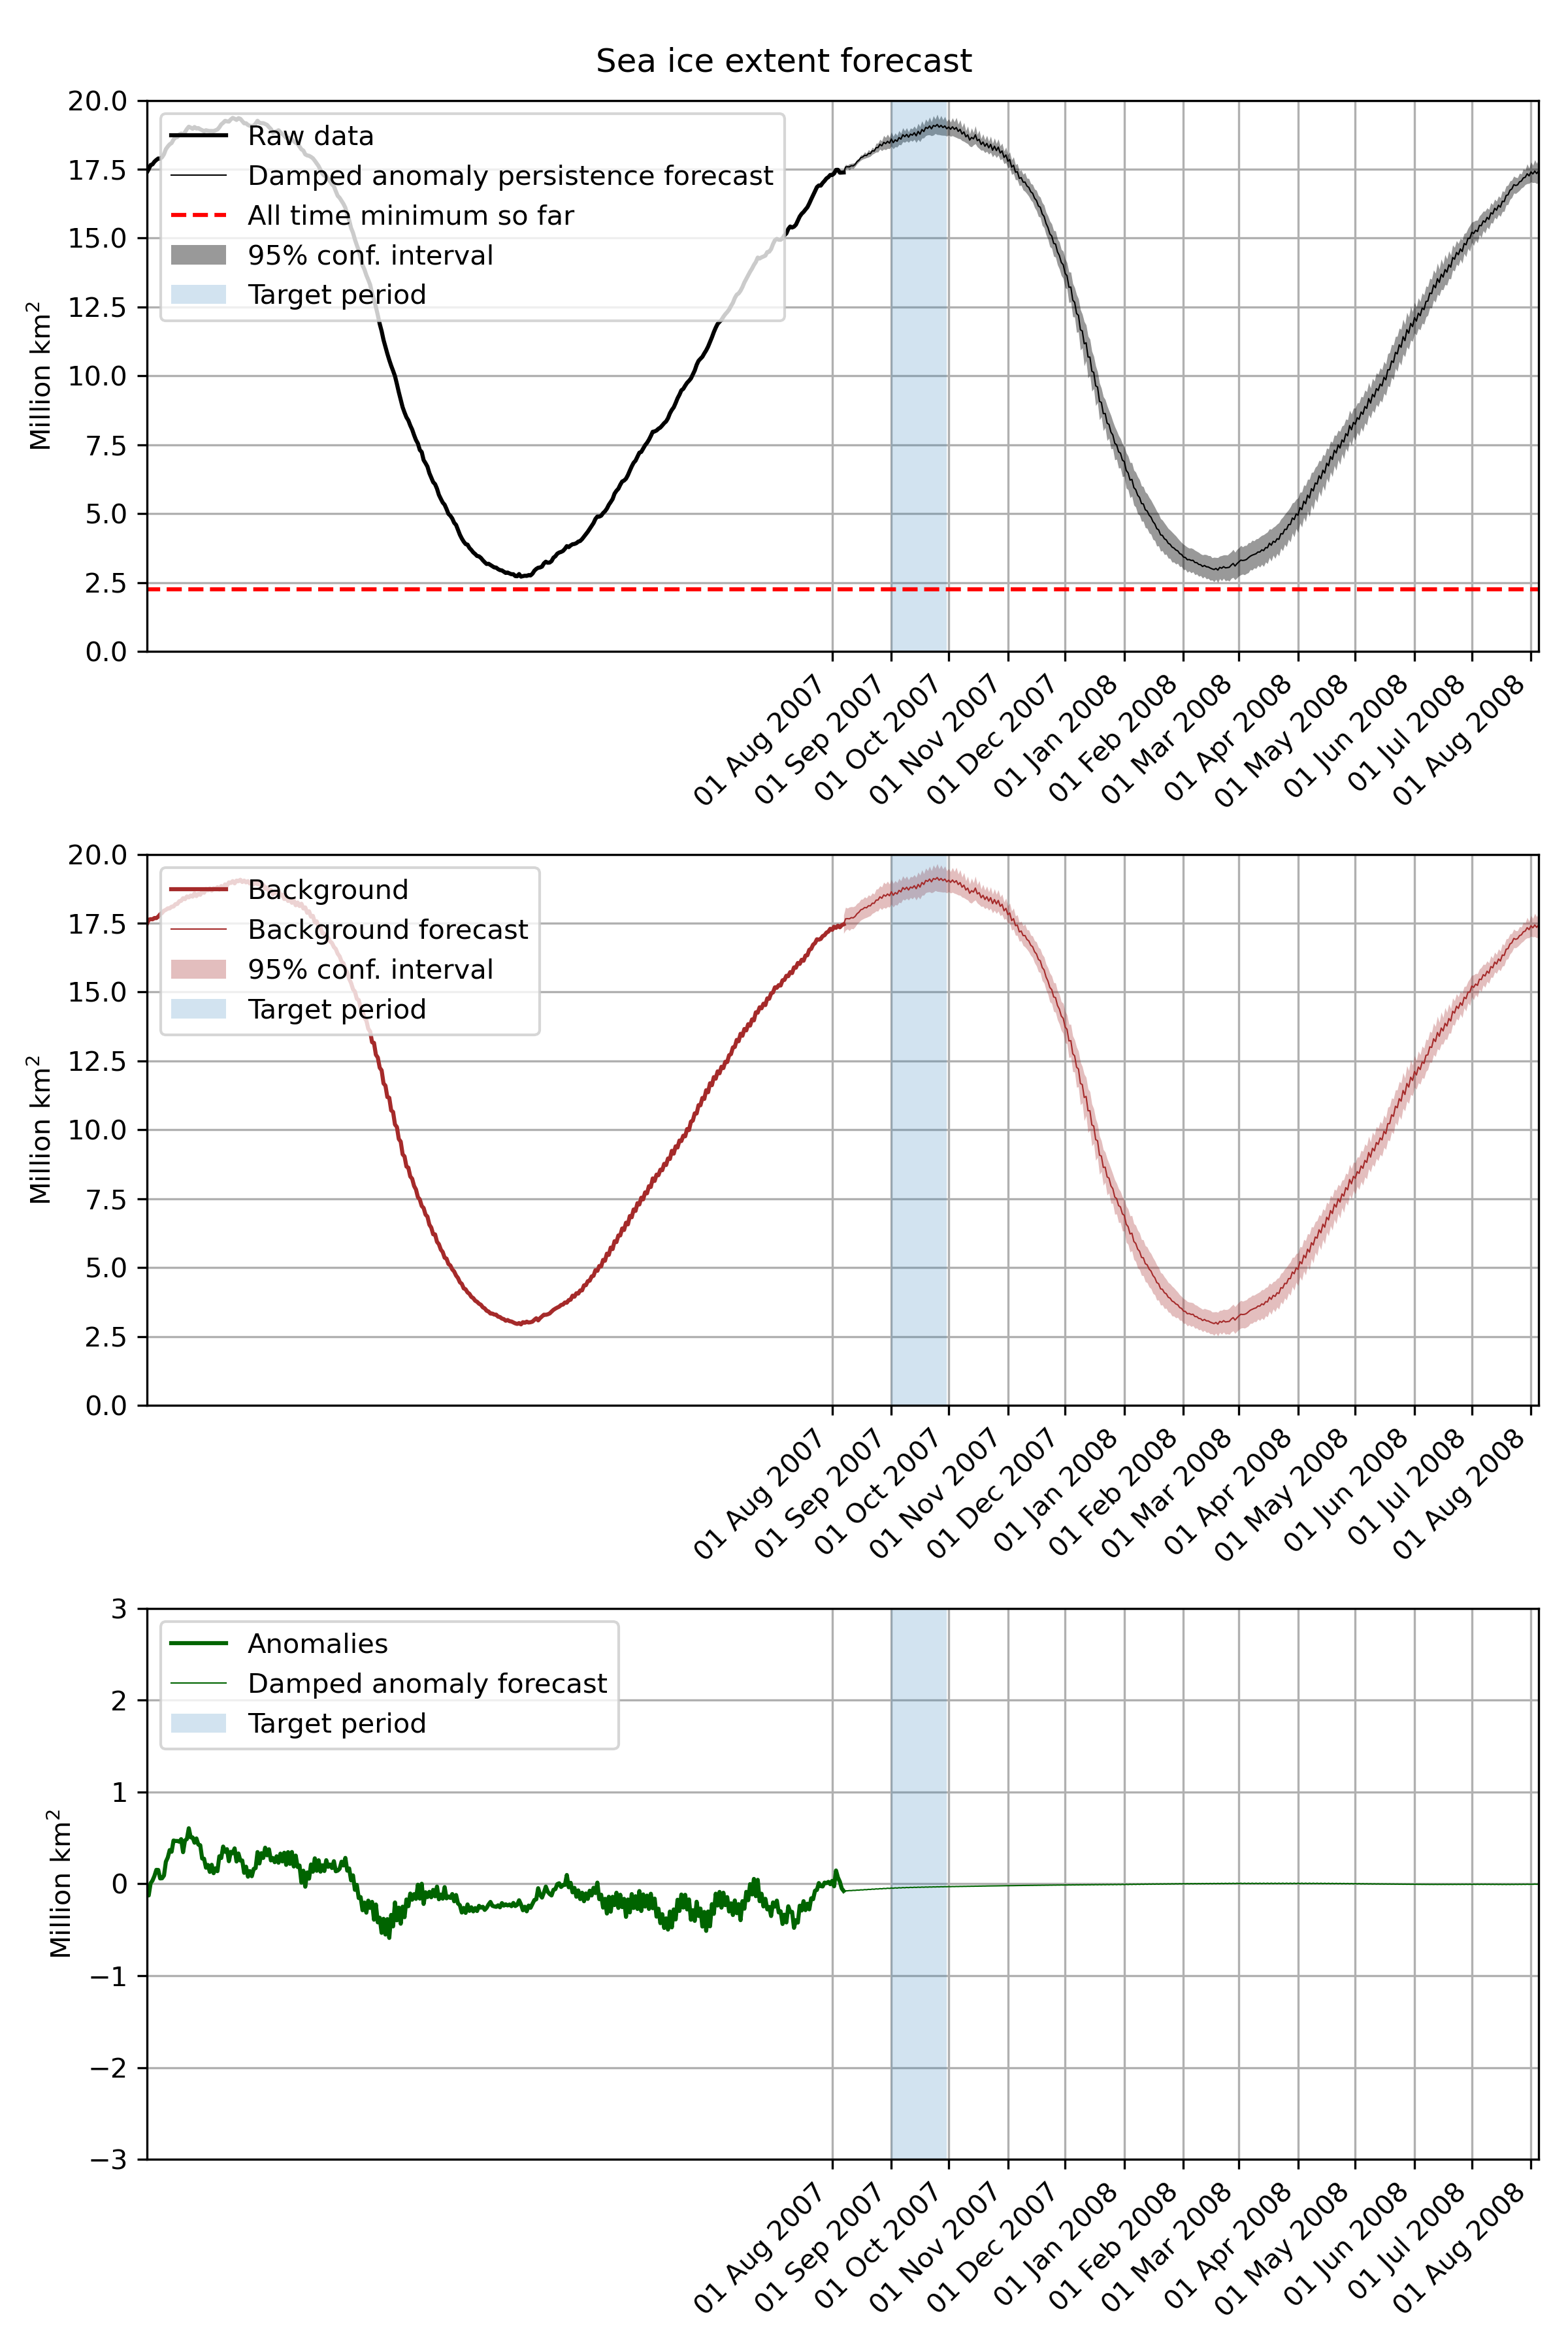 Sea ice extent forecast
20.0
17.5
15.0
12.5
10.0
7.5
5.0
2.5
0.0
Million km²
Raw data
Damped anomaly persistence forecast
All time minimum so far
95% conf. interval
Target period
01 Aug 2007
01 Sep 2007
01 Oct 2007
01 Nov 2007
01 Dec 2007
01 Jan 2008
01 Feb 2008
01 Mar 2008
01 Apr 2008
01 May 2008
01 Jun 2008
01 Jul 2008
01 Aug 2008
20.0
17.5
15.0
12.5
10.0
7.5
5.0
2.5
0.0
Million km²
Background
Background forecast
95% conf. interval
Target period
01 Aug 2007
01 Sep 2007
01 Oct 2007
01 Nov 2007
01 Dec 2007
01 Jan 2008
01 Feb 2008
01 Mar 2008
01 Apr 2008
01 May 2008
01 Jun 2008
01 Jul 2008
01 Aug 2008
3
2
1
0
−1
−2
−3
Million km²
Anomalies
Damped anomaly forecast
Target period
01 Aug 2007
01 Sep 2007
01 Oct 2007
01 Nov 2007
01 Dec 2007
01 Jan 2008
01 Feb 2008
01 Mar 2008
01 Apr 2008
01 May 2008
01 Jun 2008
01 Jul 2008
01 Aug 2008